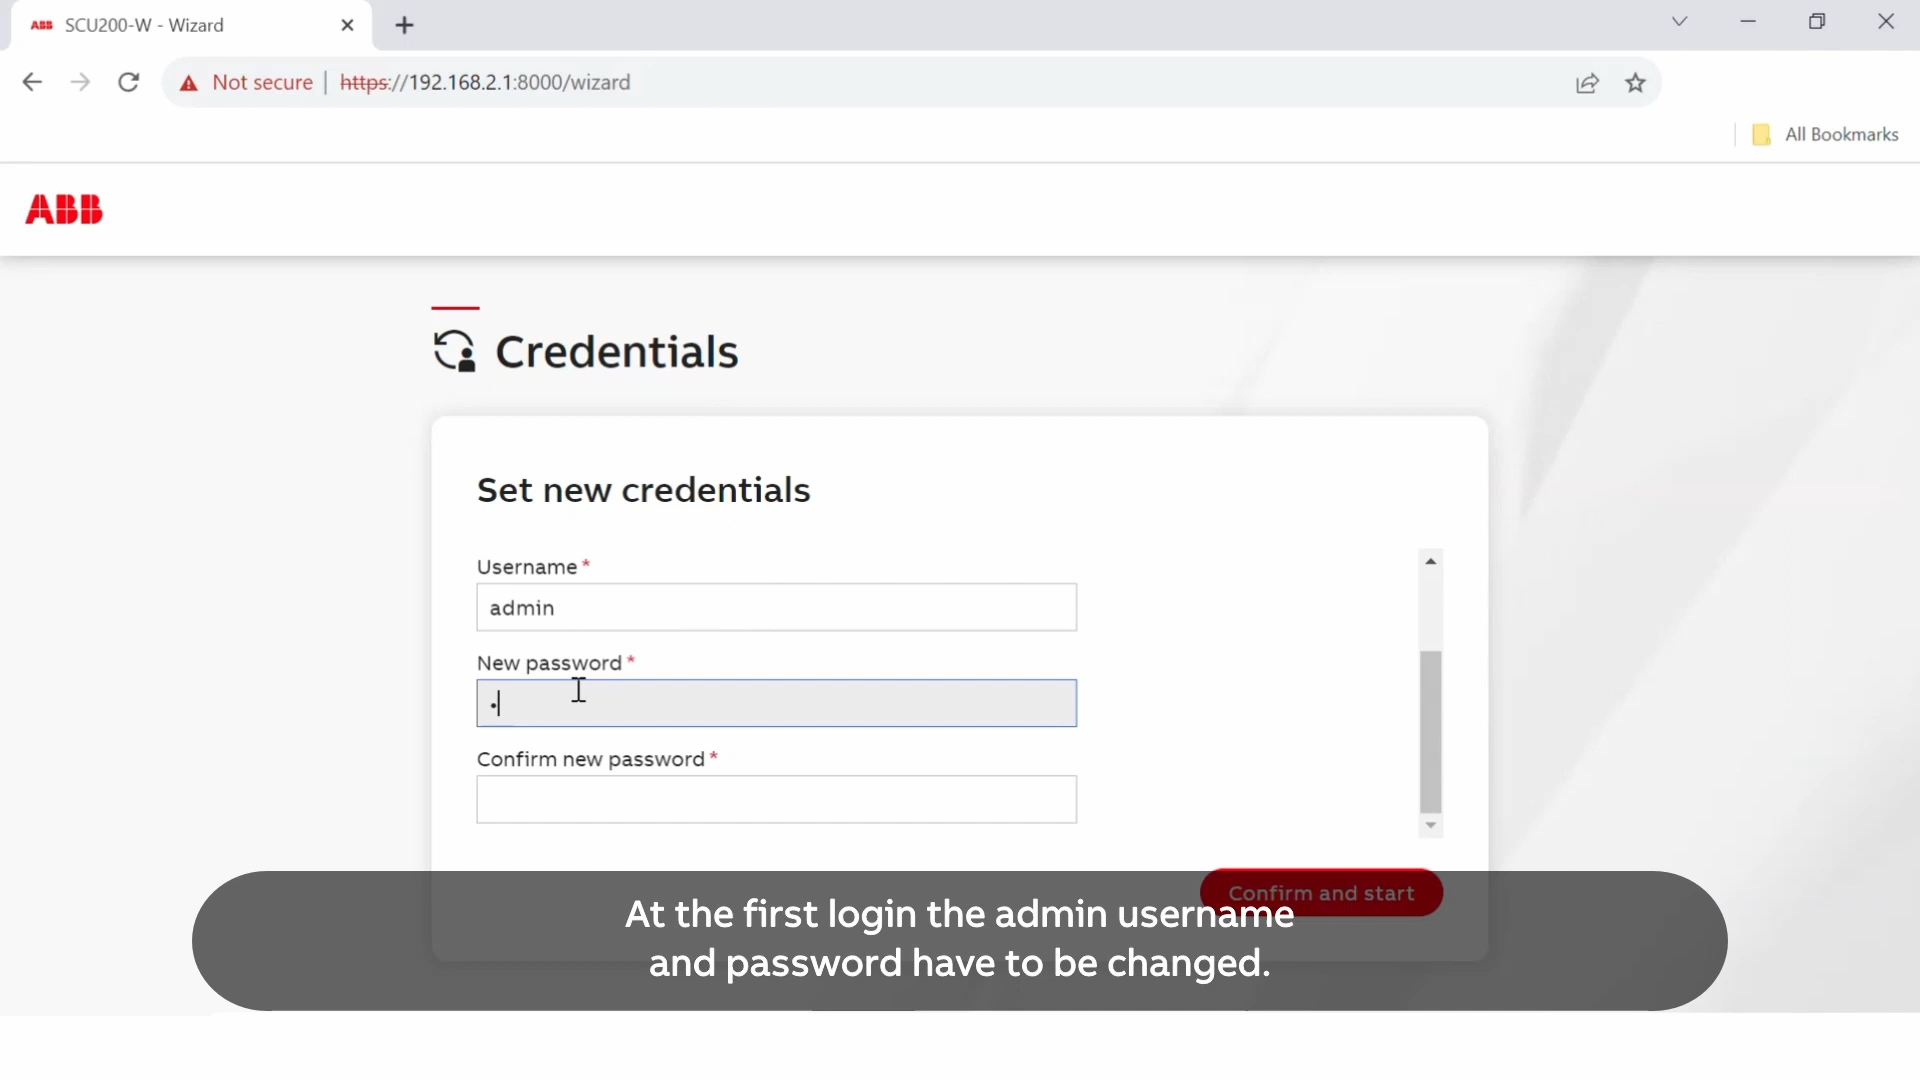 ABB SCU200-W - Wizard
Not secure | https://192.168.2.1:8000/wizard
All Bookmarks
ABB
Credentials
Set new credentials
Username*
admin
New password*
•
Confirm new password*
Confirm and start
At the first login the admin username
and password have to be changed.